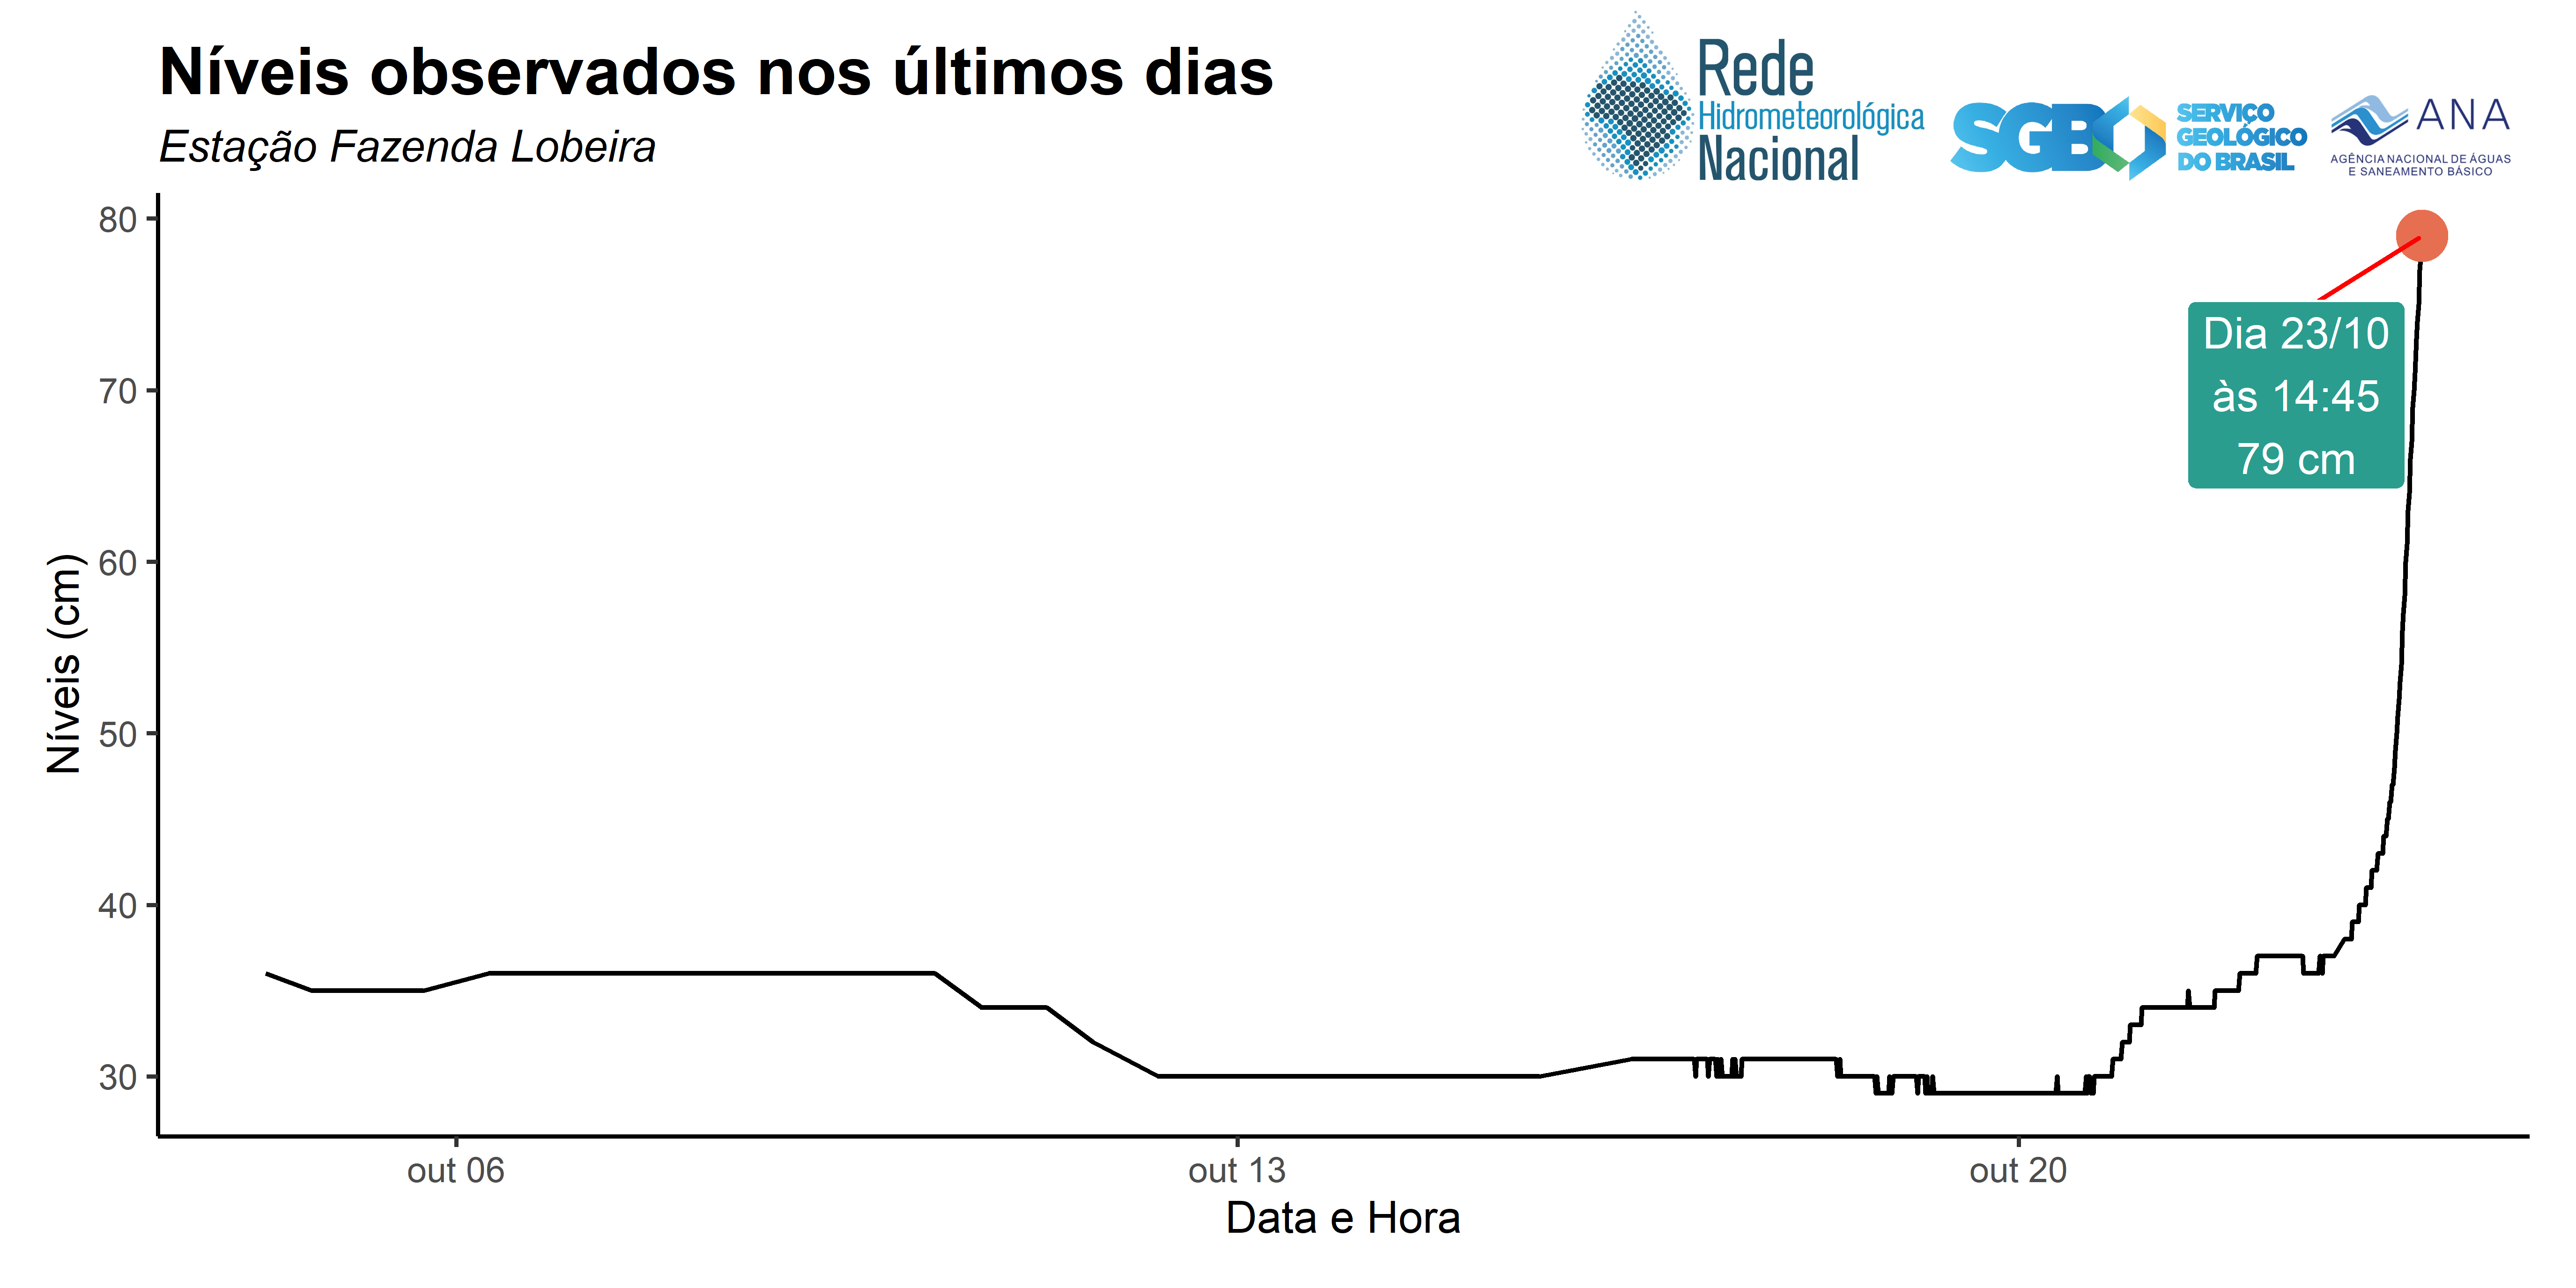 Níveis observados nos últimos dias
Estação Fazenda Lobeira
Rede
Hidrometeorológica
Nacional
SGB
SERVIÇO
GEOLÓGICO
DO BRASIL
ANA
AGÊNCIA NACIONAL DE ÁGUAS
E SANEAMENTO BÁSICO
80
70
60
50
40
30
Níveis (cm)
Dia 23/10
às 14:45
79 cm
out 06
out 13
out 20
Data e Hora